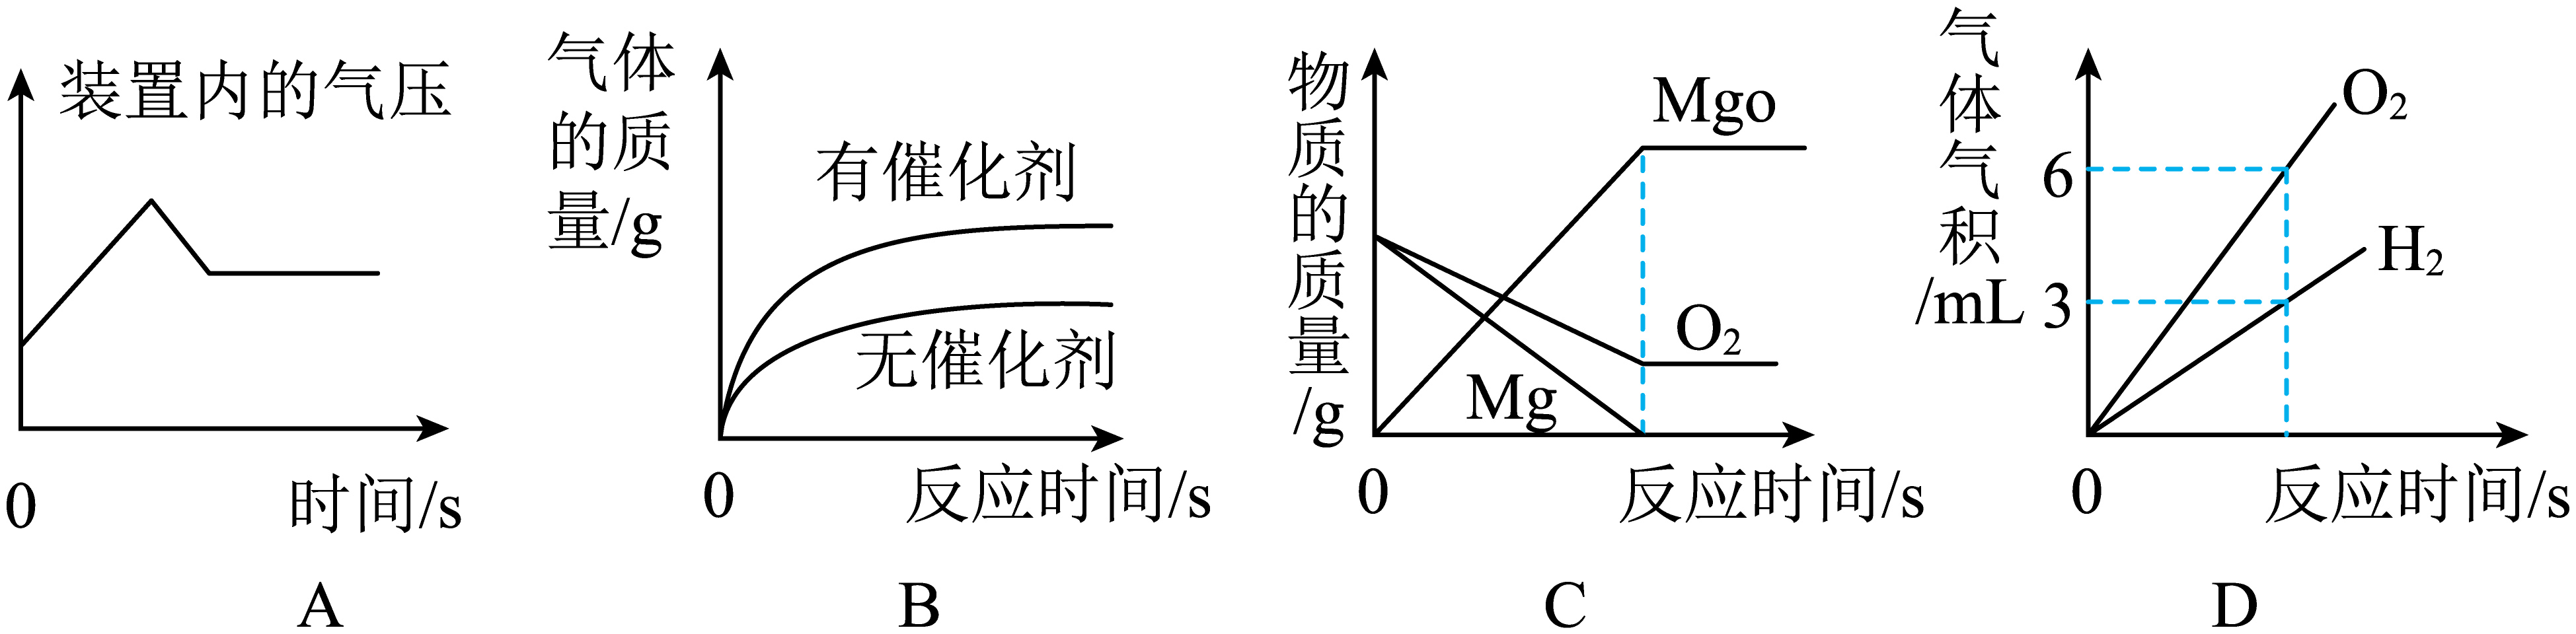 装置内的气压
0
时间/s
A
气体
的质
量/g
有催化剂
无催化剂
0
反应时间/s
B
物
质
的
质
量
/g
Mgo
O₂
Mg
0
反应时间/s
C
气
体
气
积
/mL
6
3
O₂
H₂
0
反应时间/s
D